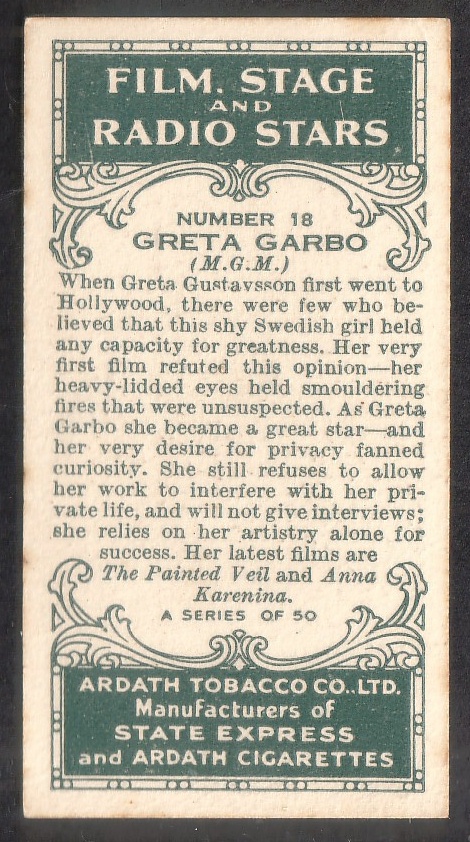 FILM, STAGE
AND
RADIO STARS
NUMBER 18
GRETA GARBO
(M.G.M.)
When Greta Gustavsson first went to
Hollywood, there were few who be-
lieved that this shy Swedish girl held
any capacity for greatness. Her very
first film refuted this opinion—her
heavy-lidded eyes held smouldering
fires that were unsuspected. As Greta
Garbo she became a great star—and
her very desire for privacy fanned
curiosity. She still refuses to allow
her work to interfere with her pri-
vate life, and will not give interviews;
she relies on her artistry alone for
success. Her latest films are
The Painted Veil and Anna
Karenina.
A SERIES OF 50
ARDATH TOBACCO CO., LTD.
Manufacturers of
STATE EXPRESS
and ARDATH CIGARETTES